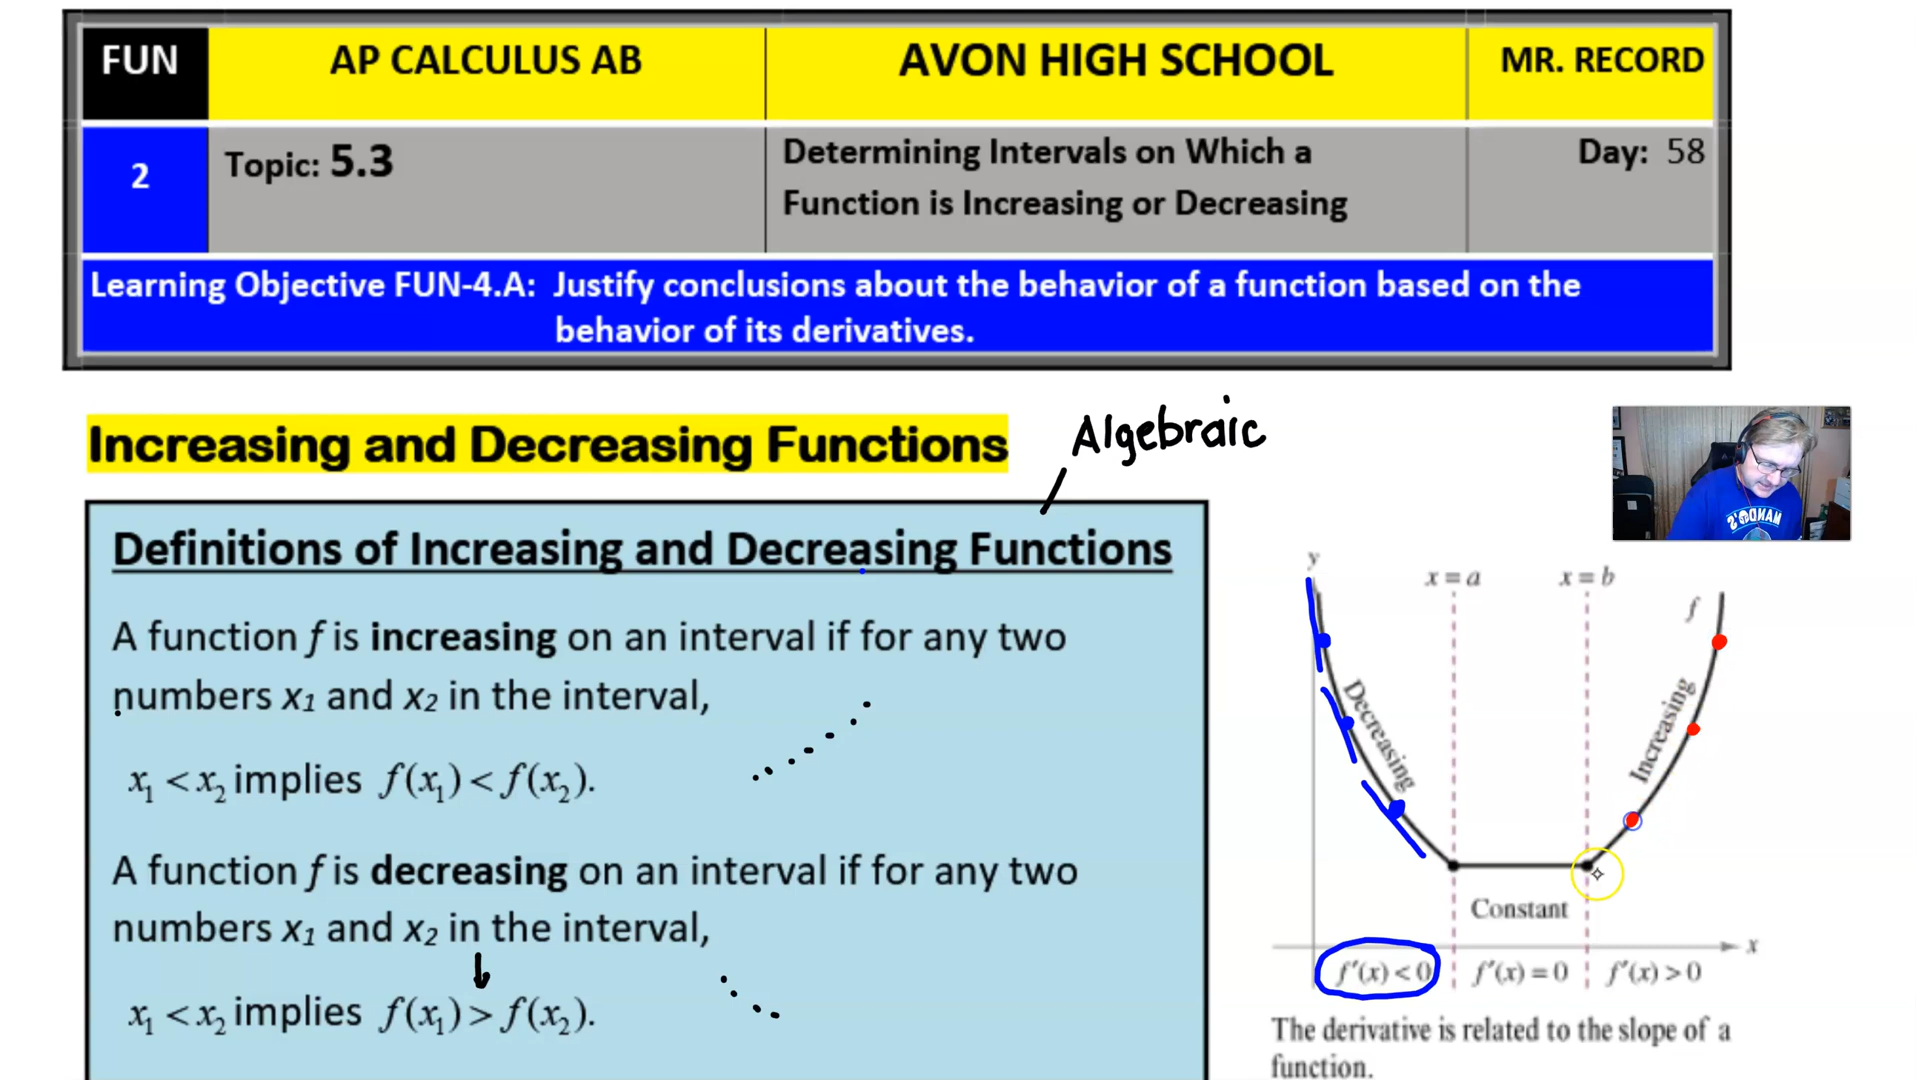 FUN
AP CALCULUS AB
AVON HIGH SCHOOL
MR. RECORD
2
Topic: 5.3
Determining Intervals on Which a
Function is Increasing or Decreasing
Day: 58
Learning Objective FUN-4.A: Justify conclusions about the behavior of a function based on the
behavior of its derivatives.
Increasing and Decreasing Functions
Algebraic
Definitions of Increasing and Decreasing Functions
A function f is increasing on an interval if for any two
numbers x₁ and x₂ in the interval,
x₁ < x₂ implies f(x₁) < f(x₂).
A function f is decreasing on an interval if for any two
numbers x₁ and x₂ in the interval,
x₁ < x₂ implies f(x₁) > f(x₂).
y
x = a
x = b
f
Decreasing
Increasing
Constant
x
f′(x) < 0
f′(x) = 0
f′(x) > 0
The derivative is related to the slope of a
function.